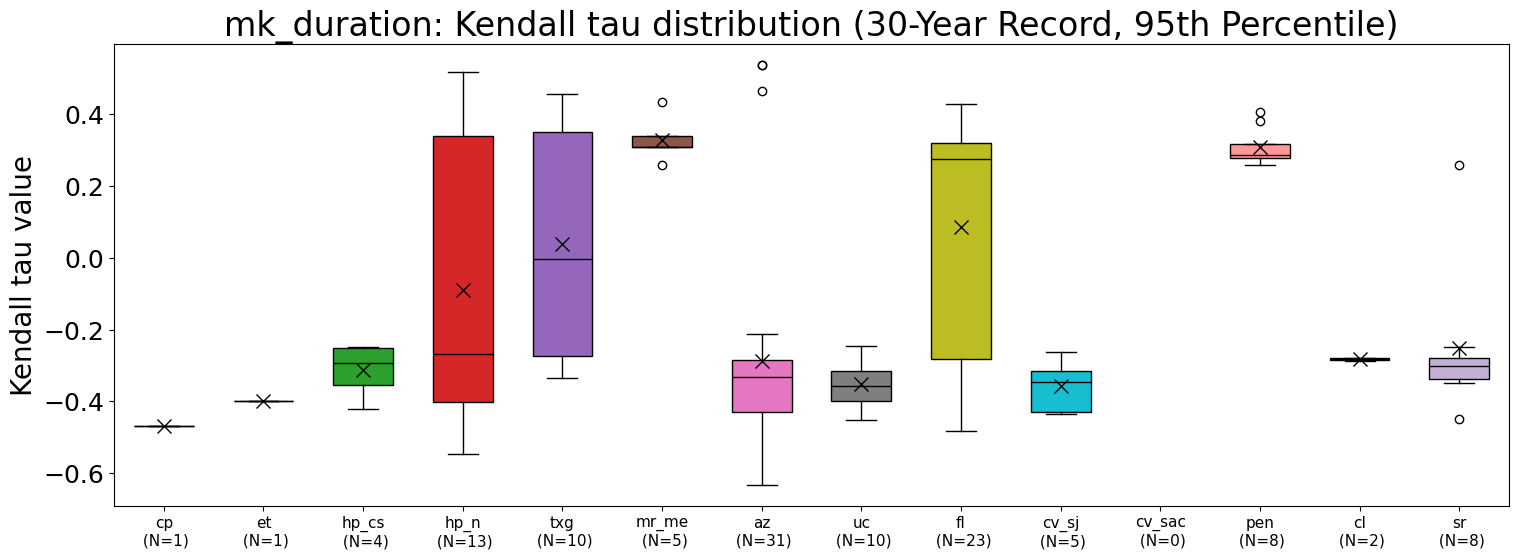 mk_duration: Kendall tau distribution (30-Year Record, 95th Percentile)
Kendall tau value
0.4
0.2
0.0
−0.2
−0.4
−0.6
cp
(N=1)
et
(N=1)
hp_cs
(N=4)
hp_n
(N=13)
txg
(N=10)
mr_me
(N=5)
az
(N=31)
uc
(N=10)
fl
(N=23)
cv_sj
(N=5)
cv_sac
(N=0)
pen
(N=8)
cl
(N=2)
sr
(N=8)